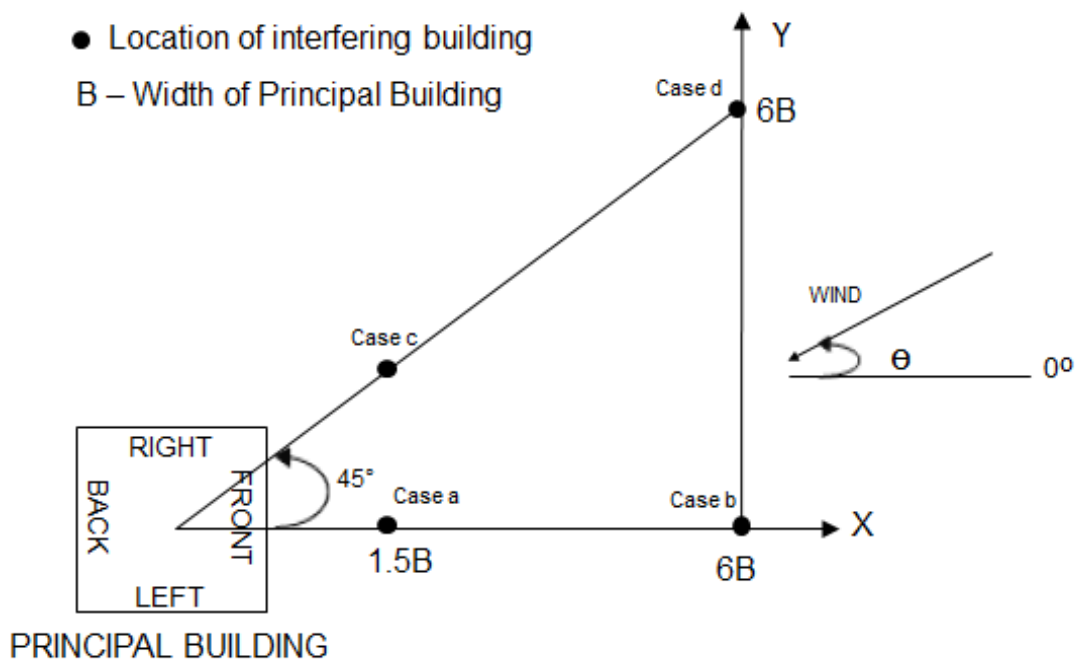 ● Location of interfering building
B – Width of Principal Building
Y
Case d
6B
WIND
Θ
0º
Case c
RIGHT
BACK
FRONT
LEFT
45°
Case a
1.5B
Case b
6B
X
PRINCIPAL BUILDING